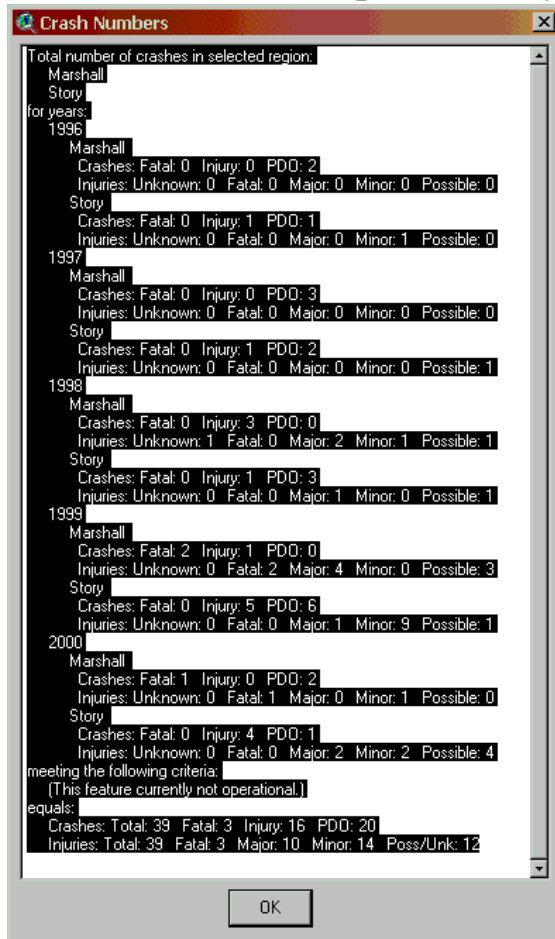 Crash Numbers
Total number of crashes in selected region:
Marshall
Story
for years:
1996
Marshall
Crashes: Fatal: 0 Injury: 0 PDO: 2
Injuries: Unknown: 0 Fatal: 0 Major: 0 Minor: 0 Possible: 0
Story
Crashes: Fatal: 0 Injury: 1 PDO: 1
Injuries: Unknown: 0 Fatal: 0 Major: 0 Minor: 1 Possible: 0
1997
Marshall
Crashes: Fatal: 0 Injury: 0 PDO: 3
Injuries: Unknown: 0 Fatal: 0 Major: 0 Minor: 0 Possible: 0
Story
Crashes: Fatal: 0 Injury: 1 PDO: 2
Injuries: Unknown: 0 Fatal: 0 Major: 0 Minor: 0 Possible: 1
1998
Marshall
Crashes: Fatal: 0 Injury: 3 PDO: 0
Injuries: Unknown: 1 Fatal: 0 Major: 2 Minor: 1 Possible: 1
Story
Crashes: Fatal: 0 Injury: 1 PDO: 3
Injuries: Unknown: 0 Fatal: 0 Major: 1 Minor: 0 Possible: 1
1999
Marshall
Crashes: Fatal: 2 Injury: 1 PDO: 0
Injuries: Unknown: 0 Fatal: 2 Major: 4 Minor: 0 Possible: 3
Story
Crashes: Fatal: 0 Injury: 5 PDO: 6
Injuries: Unknown: 0 Fatal: 0 Major: 1 Minor: 9 Possible: 1
2000
Marshall
Crashes: Fatal: 1 Injury: 0 PDO: 2
Injuries: Unknown: 0 Fatal: 1 Major: 0 Minor: 1 Possible: 0
Story
Crashes: Fatal: 0 Injury: 4 PDO: 1
Injuries: Unknown: 0 Fatal: 0 Major: 2 Minor: 2 Possible: 4
meeting the following criteria:
(This feature currently not operational.)
equals:
Crashes: Total: 39 Fatal: 3 Injury: 16 PDO: 20
Injuries: Total: 39 Fatal: 3 Major: 10 Minor: 14 Poss/Unk: 12
OK